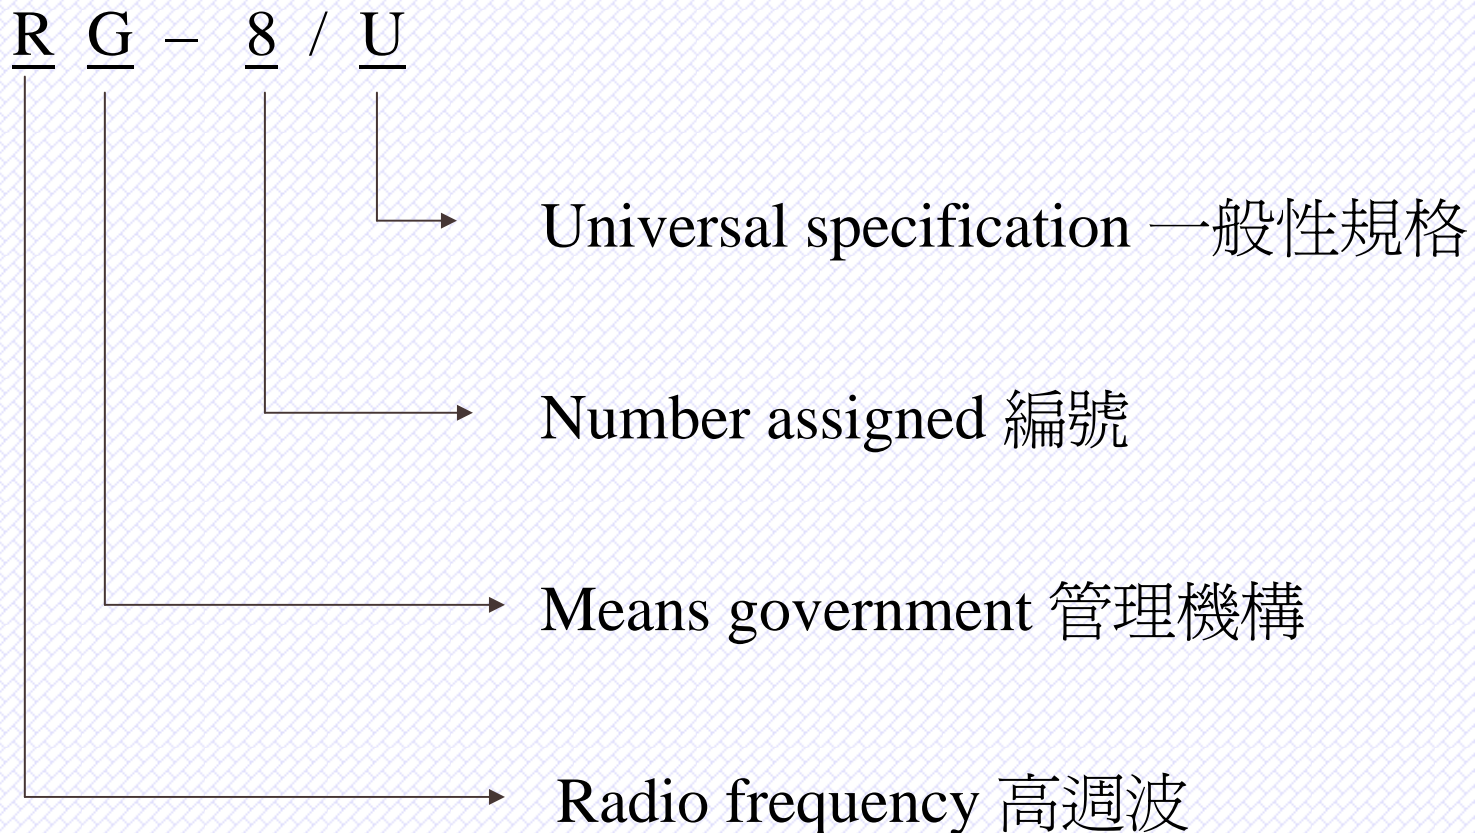 R G – 8 / U
Universal specification 一般性規格
Number assigned 編號
Means government 管理機構
Radio frequency 高週波